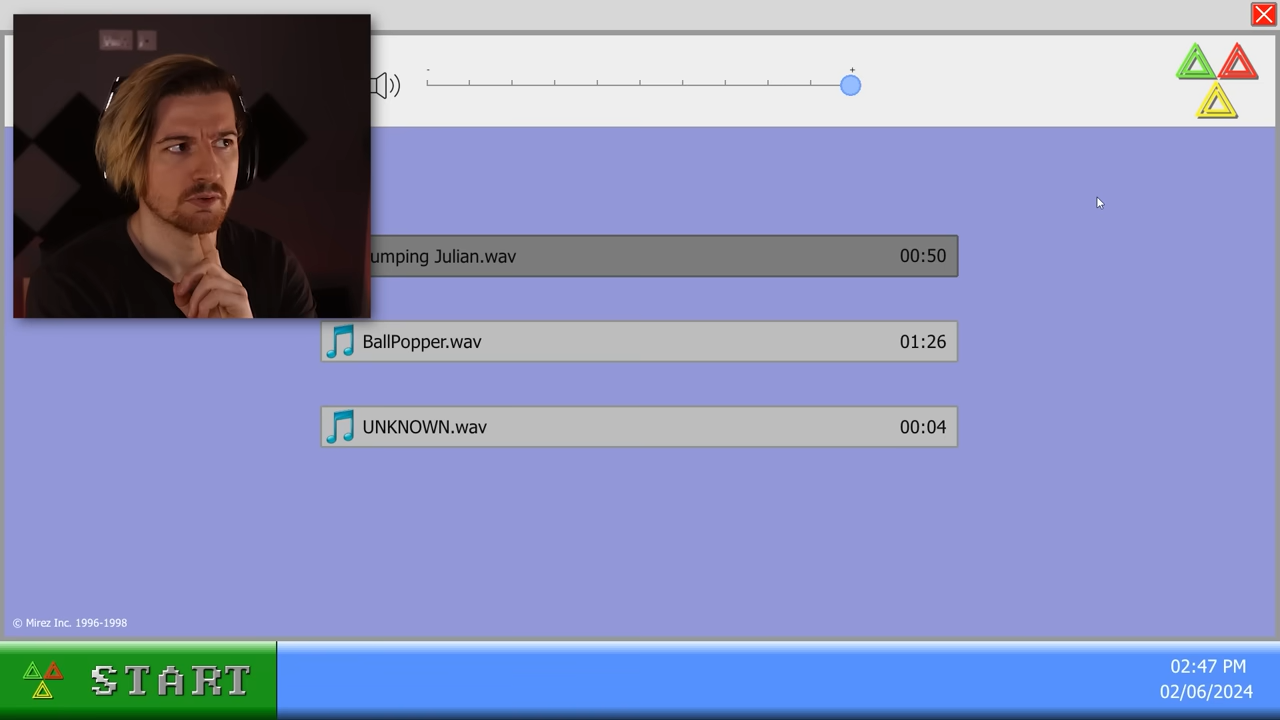 - +
umping Julian.wav 00:50
BallPopper.wav 01:26
UNKNOWN.wav 00:04
© Mirez Inc. 1996-1998
START
02:47 PM
02/06/2024